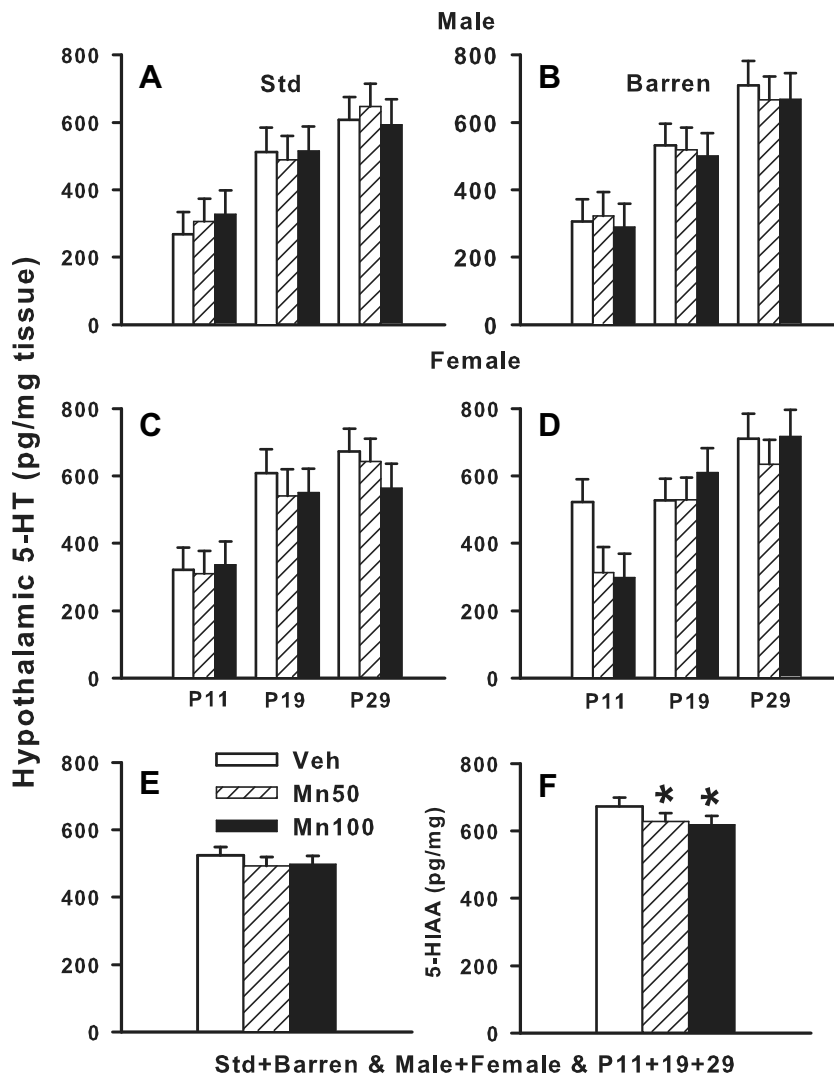 Male
A
Std
800
600
400
200
0
B
Barren
800
600
400
200
0
Hypothalamic 5-HT (pg/mg tissue)
Female
C
800
600
400
200
0
P11 P19 P29
D
800
600
400
200
0
P11 P19 P29
E
Veh
Mn50
Mn100
800
600
400
200
0
F
* *
5-HIAA (pg/mg)
800
600
400
200
0
Std+Barren & Male+Female & P11+19+29